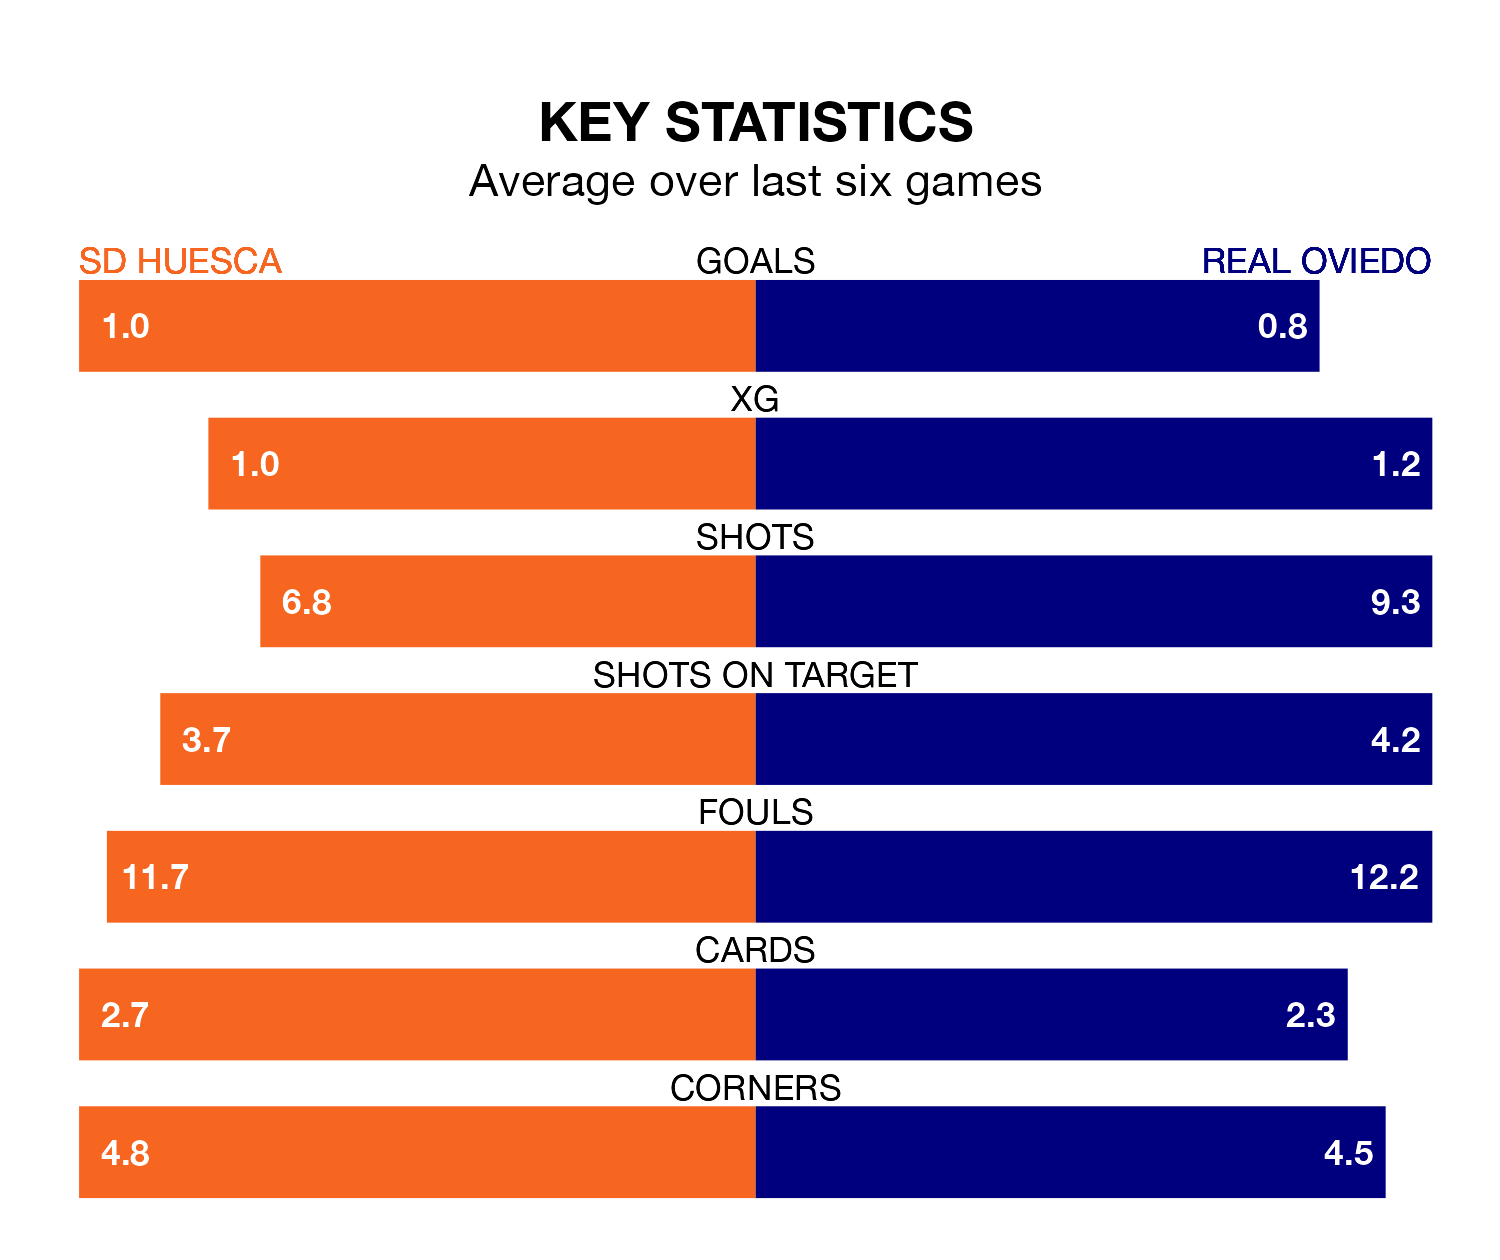 KEY STATISTICS
Average over last six games
SD HUESCA GOALS REAL OVIEDO
1.0 0.8
XG
1.0 1.2
SHOTS
6.8 9.3
SHOTS ON TARGET
3.7 4.2
FOULS
11.7 12.2
CARDS
2.7 2.3
CORNERS
4.8 4.5